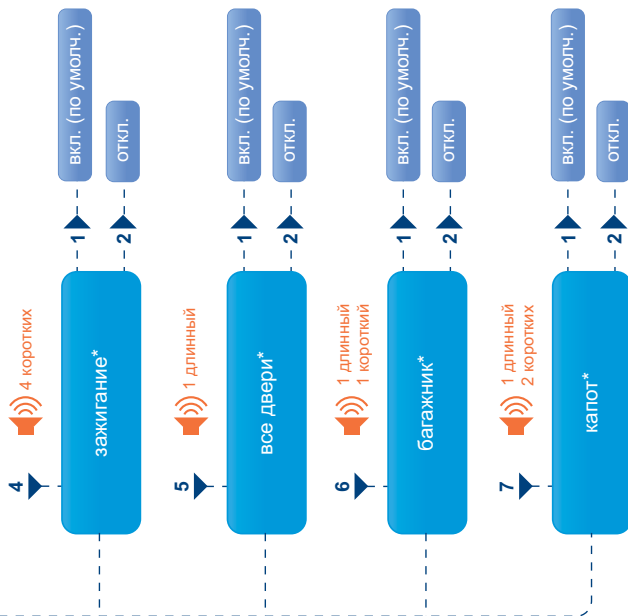 4
4 коротких
зажигание*
1
вкл. (по умолч.)
2
откл.
5
1 длинный
все двери*
1
вкл. (по умолч.)
2
откл.
6
1 длинный
1 короткий
багажник*
1
вкл. (по умолч.)
2
откл.
7
1 длинный
2 коротких
капот*
1
вкл. (по умолч.)
2
откл.